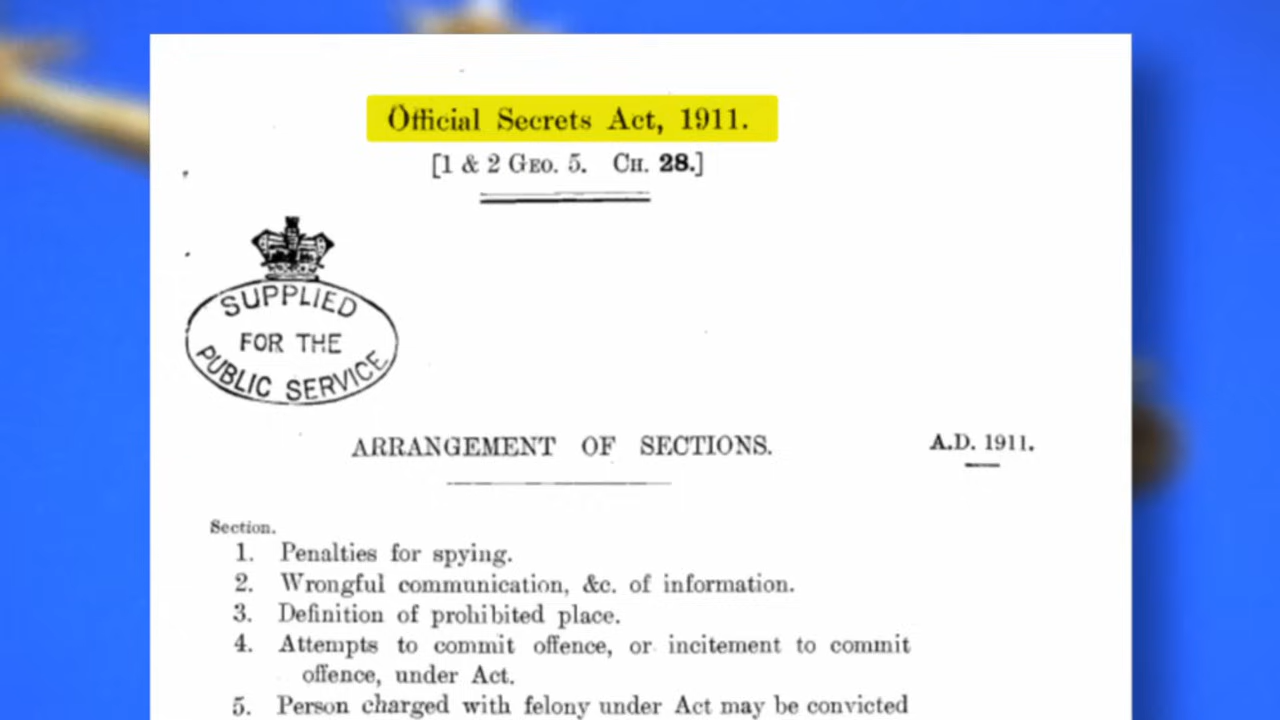 Official Secrets Act, 1911.
[1 & 2 GEO. 5. CH. 28.]
SUPPLIED
FOR THE
PUBLIC SERVICE
ARRANGEMENT OF SECTIONS.
A.D. 1911.
Section.
1. Penalties for spying.
2. Wrongful communication, &c. of information.
3. Definition of prohibited place.
4. Attempts to commit offence, or incitement to commit
offence, under Act.
5. Person charged with felony under Act may be convicted